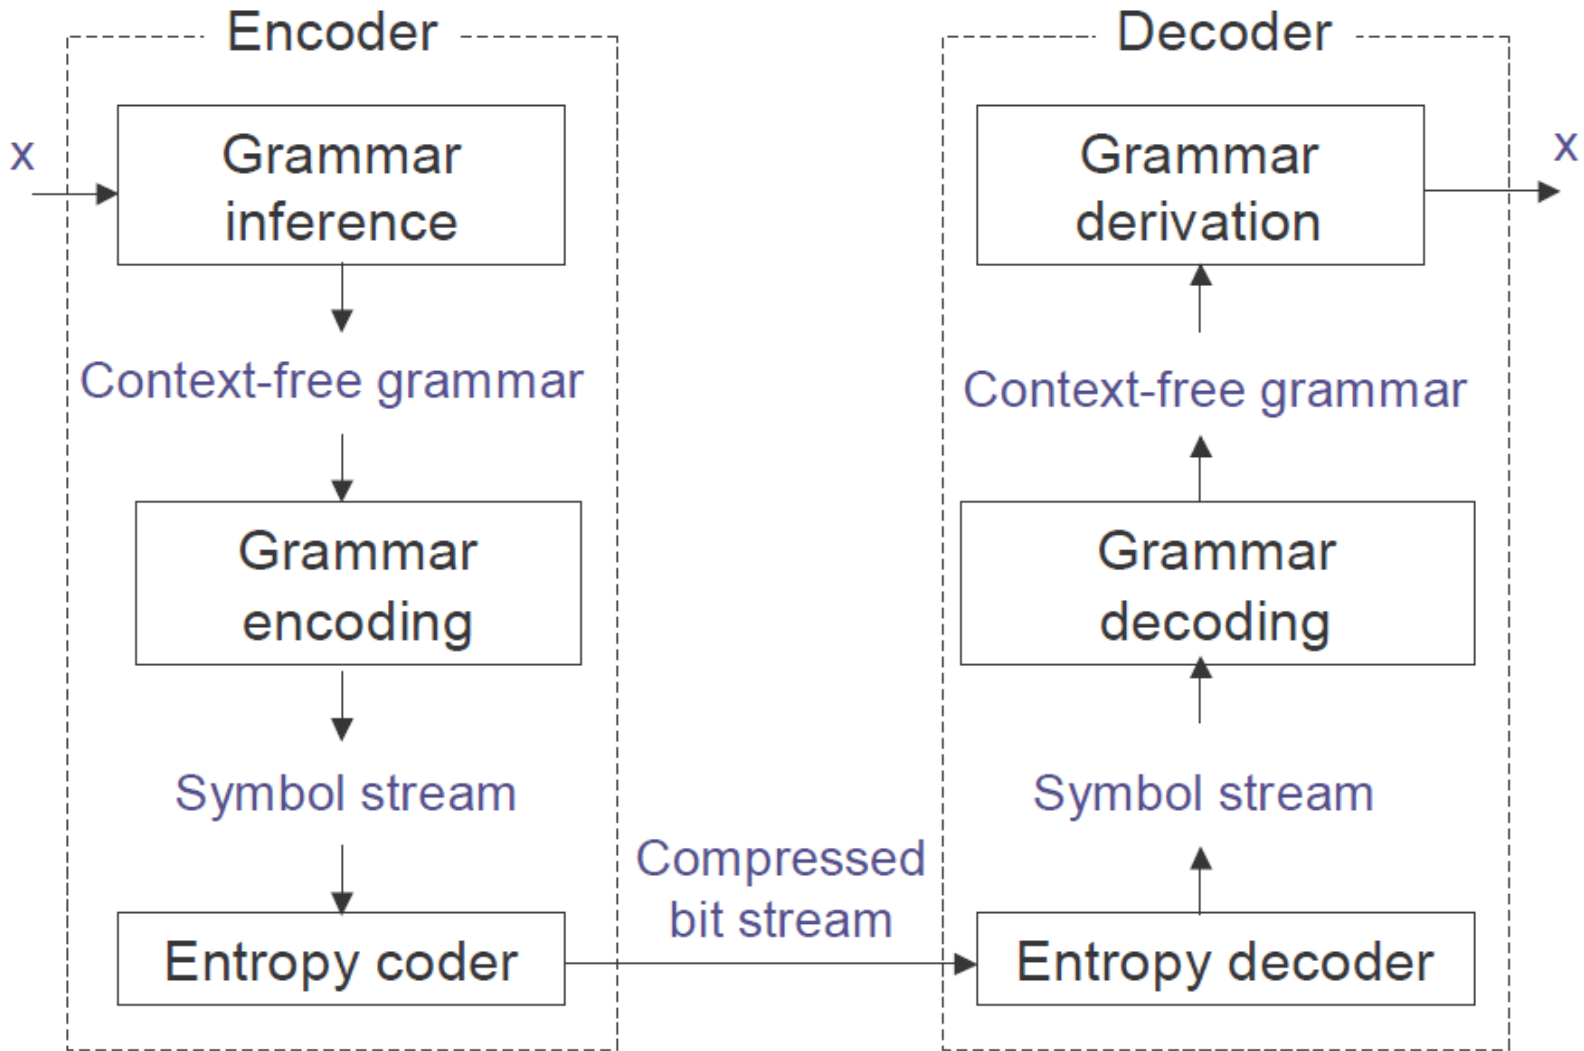 Encoder
x
Grammar
inference
Context-free grammar
Grammar
encoding
Symbol stream
Entropy coder
Compressed
bit stream
Decoder
Grammar
derivation
x
Context-free grammar
Grammar
decoding
Symbol stream
Entropy decoder